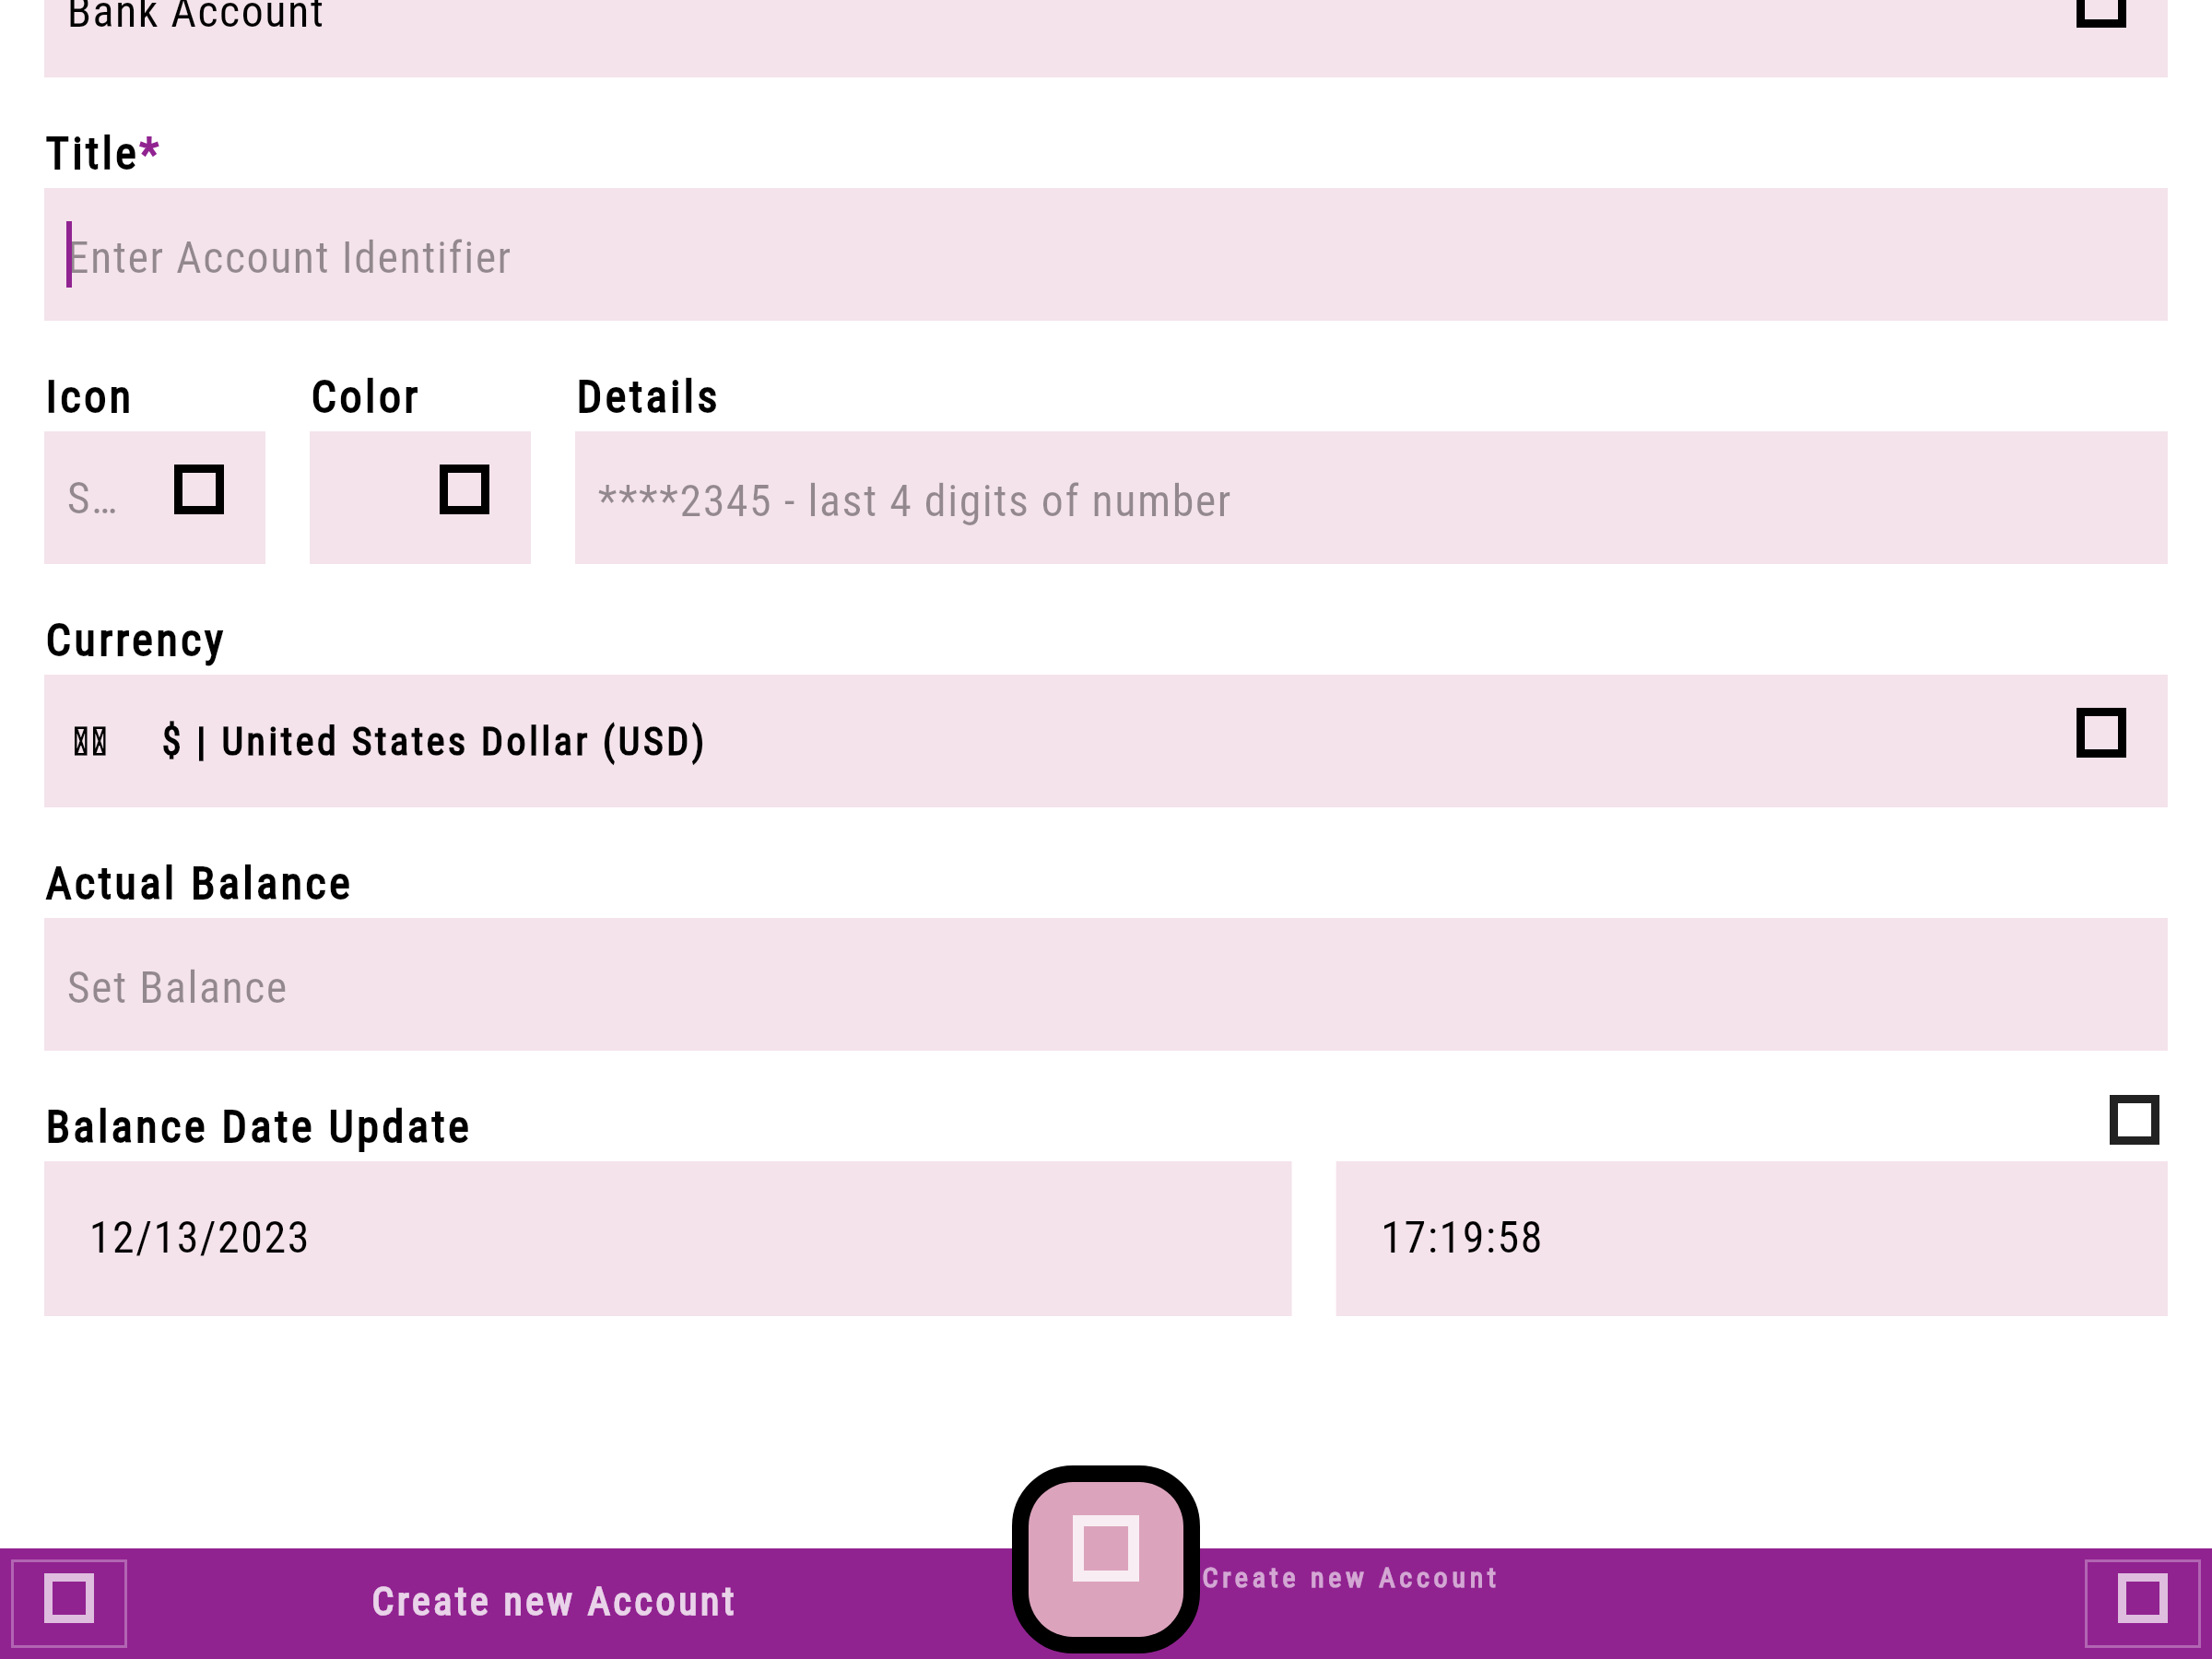 Bank Account
Title*
Enter Account Identifier
Icon Color Details
S… ****2345 - last 4 digits of number
Currency
$ | United States Dollar (USD)
Actual Balance
Set Balance
Balance Date Update
12/13/2023 17:19:58
Create new Account Create new Account